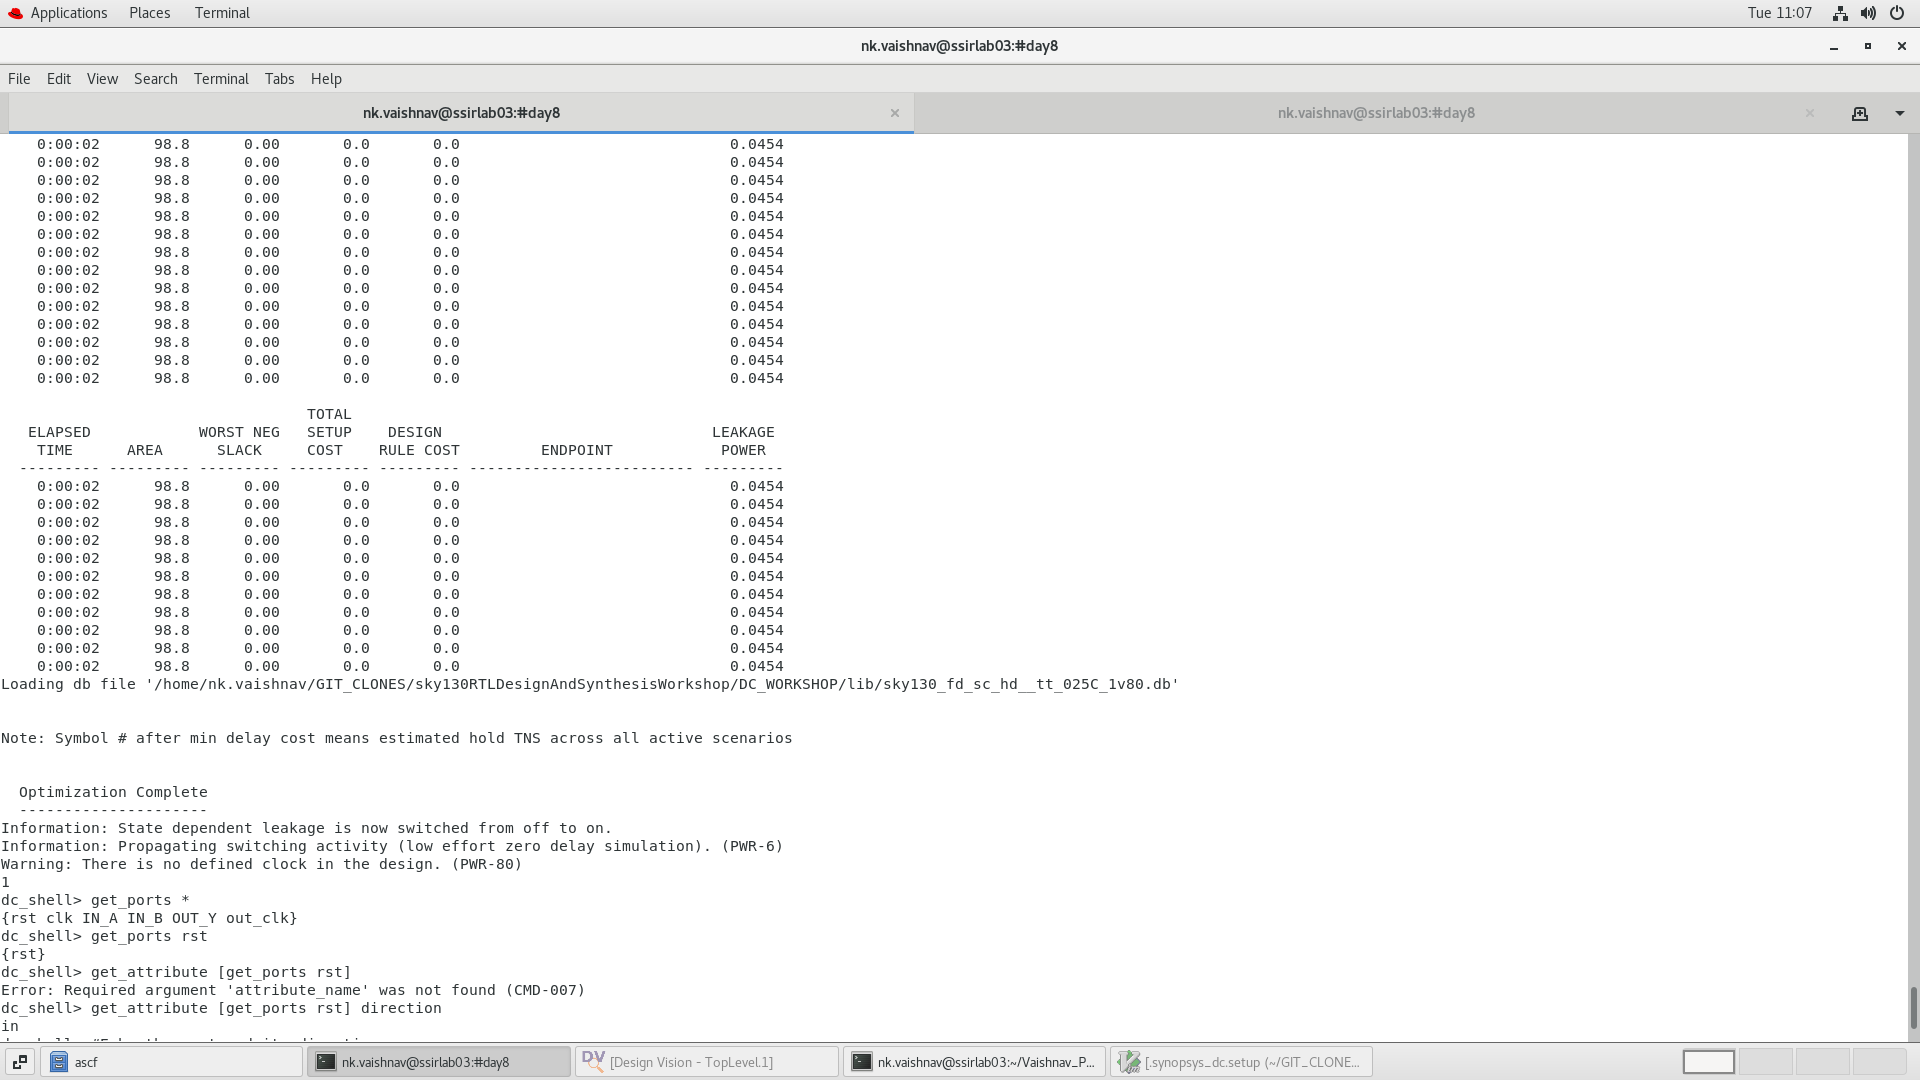 Applications Places Terminal Tue 11:07
nk.vaishnav@ssirlab03:#day8
File Edit View Search Terminal Tabs Help
nk.vaishnav@ssirlab03:#day8 × nk.vaishnav@ssirlab03:#day8 ×
0:00:02 98.8 0.00 0.0 0.0 0.0454
0:00:02 98.8 0.00 0.0 0.0 0.0454
0:00:02 98.8 0.00 0.0 0.0 0.0454
0:00:02 98.8 0.00 0.0 0.0 0.0454
0:00:02 98.8 0.00 0.0 0.0 0.0454
0:00:02 98.8 0.00 0.0 0.0 0.0454
0:00:02 98.8 0.00 0.0 0.0 0.0454
0:00:02 98.8 0.00 0.0 0.0 0.0454
0:00:02 98.8 0.00 0.0 0.0 0.0454
0:00:02 98.8 0.00 0.0 0.0 0.0454
0:00:02 98.8 0.00 0.0 0.0 0.0454
0:00:02 98.8 0.00 0.0 0.0 0.0454
0:00:02 98.8 0.00 0.0 0.0 0.0454
0:00:02 98.8 0.00 0.0 0.0 0.0454
TOTAL
ELAPSED WORST NEG SETUP DESIGN LEAKAGE
TIME AREA SLACK COST RULE COST ENDPOINT POWER
--------- --------- --------- --------- --------- ------------------------- ---------
0:00:02 98.8 0.00 0.0 0.0 0.0454
0:00:02 98.8 0.00 0.0 0.0 0.0454
0:00:02 98.8 0.00 0.0 0.0 0.0454
0:00:02 98.8 0.00 0.0 0.0 0.0454
0:00:02 98.8 0.00 0.0 0.0 0.0454
0:00:02 98.8 0.00 0.0 0.0 0.0454
0:00:02 98.8 0.00 0.0 0.0 0.0454
0:00:02 98.8 0.00 0.0 0.0 0.0454
0:00:02 98.8 0.00 0.0 0.0 0.0454
0:00:02 98.8 0.00 0.0 0.0 0.0454
0:00:02 98.8 0.00 0.0 0.0 0.0454
Loading db file '/home/nk.vaishnav/GIT_CLONES/sky130RTLDesignAndSynthesisWorkshop/DC_WORKSHOP/lib/sky130_fd_sc_hd__tt_025C_1v80.db'
Note: Symbol # after min delay cost means estimated hold TNS across all active scenarios
Optimization Complete
---------------------
Information: State dependent leakage is now switched from off to on.
Information: Propagating switching activity (low effort zero delay simulation). (PWR-6)
Warning: There is no defined clock in the design. (PWR-80)
1
dc_shell> get_ports *
{rst clk IN_A IN_B OUT_Y out_clk}
dc_shell> get_ports rst
{rst}
dc_shell> get_attribute [get_ports rst]
Error: Required argument 'attribute_name' was not found (CMD-007)
dc_shell> get_attribute [get_ports rst] direction
in
ascf nk.vaishnav@ssirlab03:#day8 [Design Vision - TopLevel.1] nk.vaishnav@ssirlab03:~/Vaishnav_P... [.synopsys_dc.setup (~/GIT_CLONE...